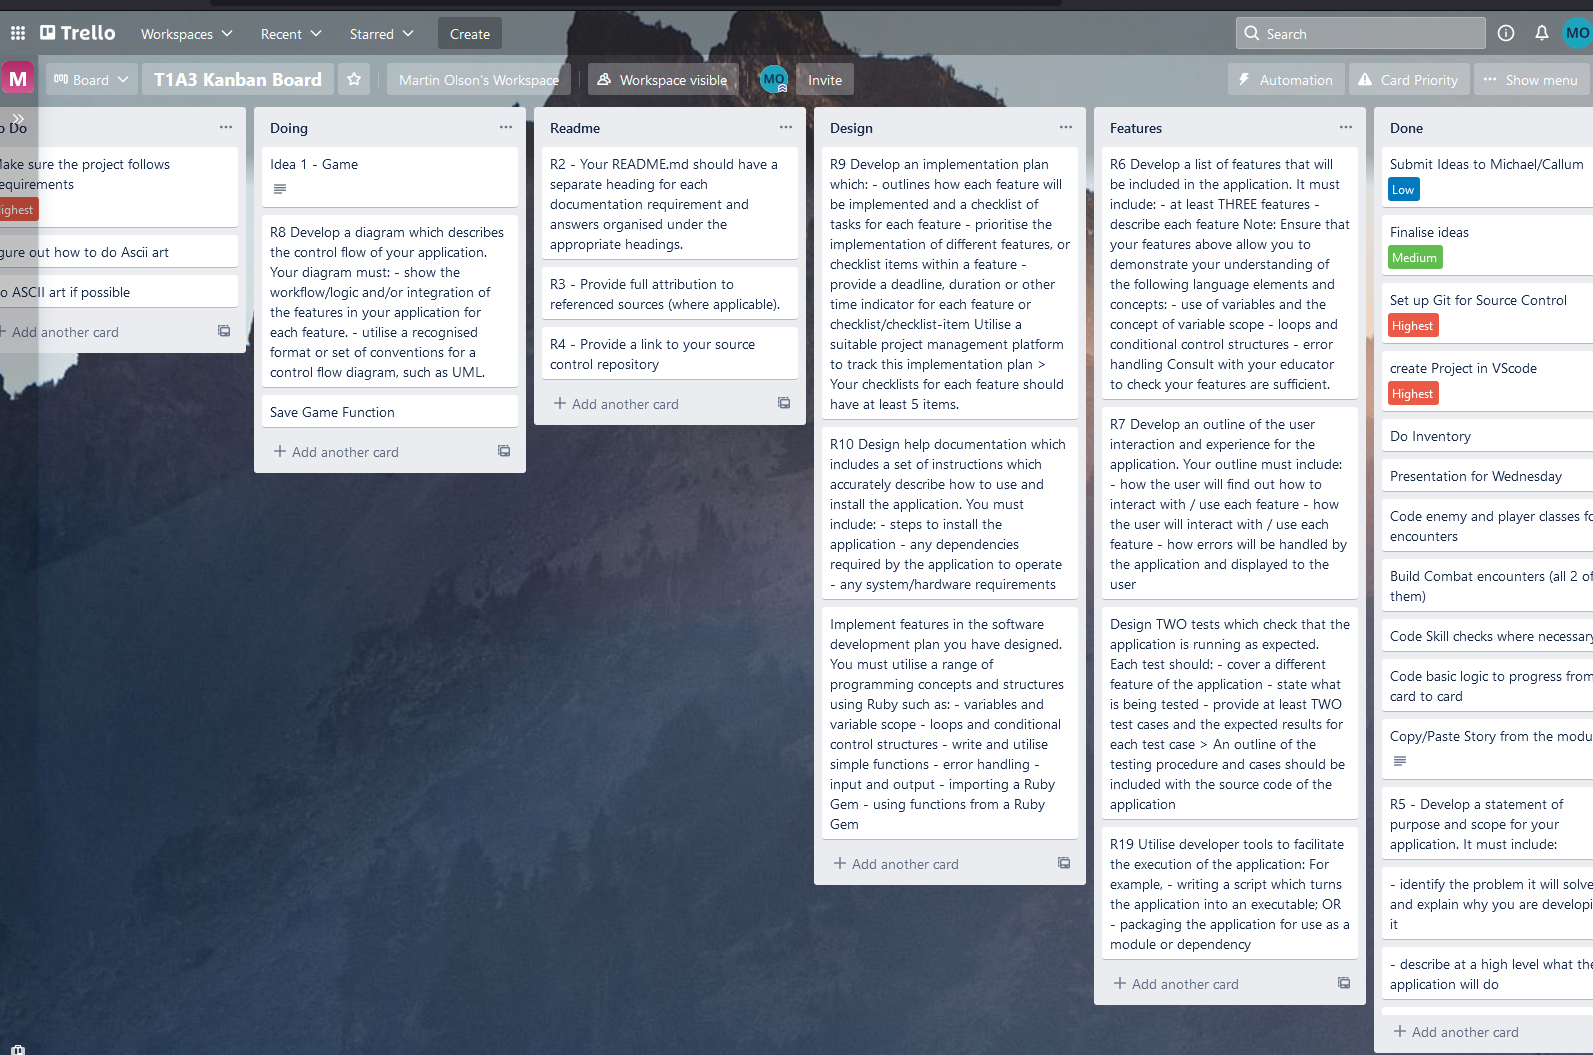 Trello
Workspaces
Recent
Starred
Create
Search
MO
M
Board
T1A3 Kanban Board
Martin Olson's Workspace
Workspace visible
MO
Invite
Automation
Card Priority
Show menu
o Do
Make sure the project follows
equirements
ighest
gure out how to do Ascii art
o ASCII art if possible
Add another card
Doing
Idea 1 - Game
R8 Develop a diagram which describes
the control flow of your application.
Your diagram must: - show the
workflow/logic and/or integration of
the features in your application for
each feature. - utilise a recognised
format or set of conventions for a
control flow diagram, such as UML.
Save Game Function
Add another card
Readme
R2 - Your README.md should have a
separate heading for each
documentation requirement and
answers organised under the
appropriate headings.
R3 - Provide full attribution to
referenced sources (where applicable).
R4 - Provide a link to your source
control repository
Add another card
Design
R9 Develop an implementation plan
which: - outlines how each feature will
be implemented and a checklist of
tasks for each feature - prioritise the
implementation of different features, or
checklist items within a feature -
provide a deadline, duration or other
time indicator for each feature or
checklist/checklist-item Utilise a
suitable project management platform
to track this implementation plan >
Your checklists for each feature should
have at least 5 items.
R10 Design help documentation which
includes a set of instructions which
accurately describe how to use and
install the application. You must
include: - steps to install the
application - any dependencies
required by the application to operate
- any system/hardware requirements
Implement features in the software
development plan you have designed.
You must utilise a range of
programming concepts and structures
using Ruby such as: - variables and
variable scope - loops and conditional
control structures - write and utilise
simple functions - error handling -
input and output - importing a Ruby
Gem - using functions from a Ruby
Gem
Add another card
Features
R6 Develop a list of features that will
be included in the application. It must
include: - at least THREE features -
describe each feature Note: Ensure that
your features above allow you to
demonstrate your understanding of
the following language elements and
concepts: - use of variables and the
concept of variable scope - loops and
conditional control structures - error
handling Consult with your educator
to check your features are sufficient.
R7 Develop an outline of the user
interaction and experience for the
application. Your outline must include:
- how the user will find out how to
interact with / use each feature - how
the user will interact with / use each
feature - how errors will be handled by
the application and displayed to the
user
Design TWO tests which check that the
application is running as expected.
Each test should: - cover a different
feature of the application - state what
is being tested - provide at least TWO
test cases and the expected results for
each test case > An outline of the
testing procedure and cases should be
included with the source code of the
application
R19 Utilise developer tools to facilitate
the execution of the application: For
example, - writing a script which turns
the application into an executable; OR
- packaging the application for use as a
module or dependency
Add another card
Done
Submit Ideas to Michael/Callum
Low
Finalise ideas
Medium
Set up Git for Source Control
Highest
create Project in VScode
Highest
Do Inventory
Presentation for Wednesday
Code enemy and player classes fo
encounters
Build Combat encounters (all 2 of
them)
Code Skill checks where necessary
Code basic logic to progress from
card to card
Copy/Paste Story from the modu
R5 - Develop a statement of
purpose and scope for your
application. It must include:
- identify the problem it will solve
and explain why you are developi
it
- describe at a high level what the
application will do
Add another card